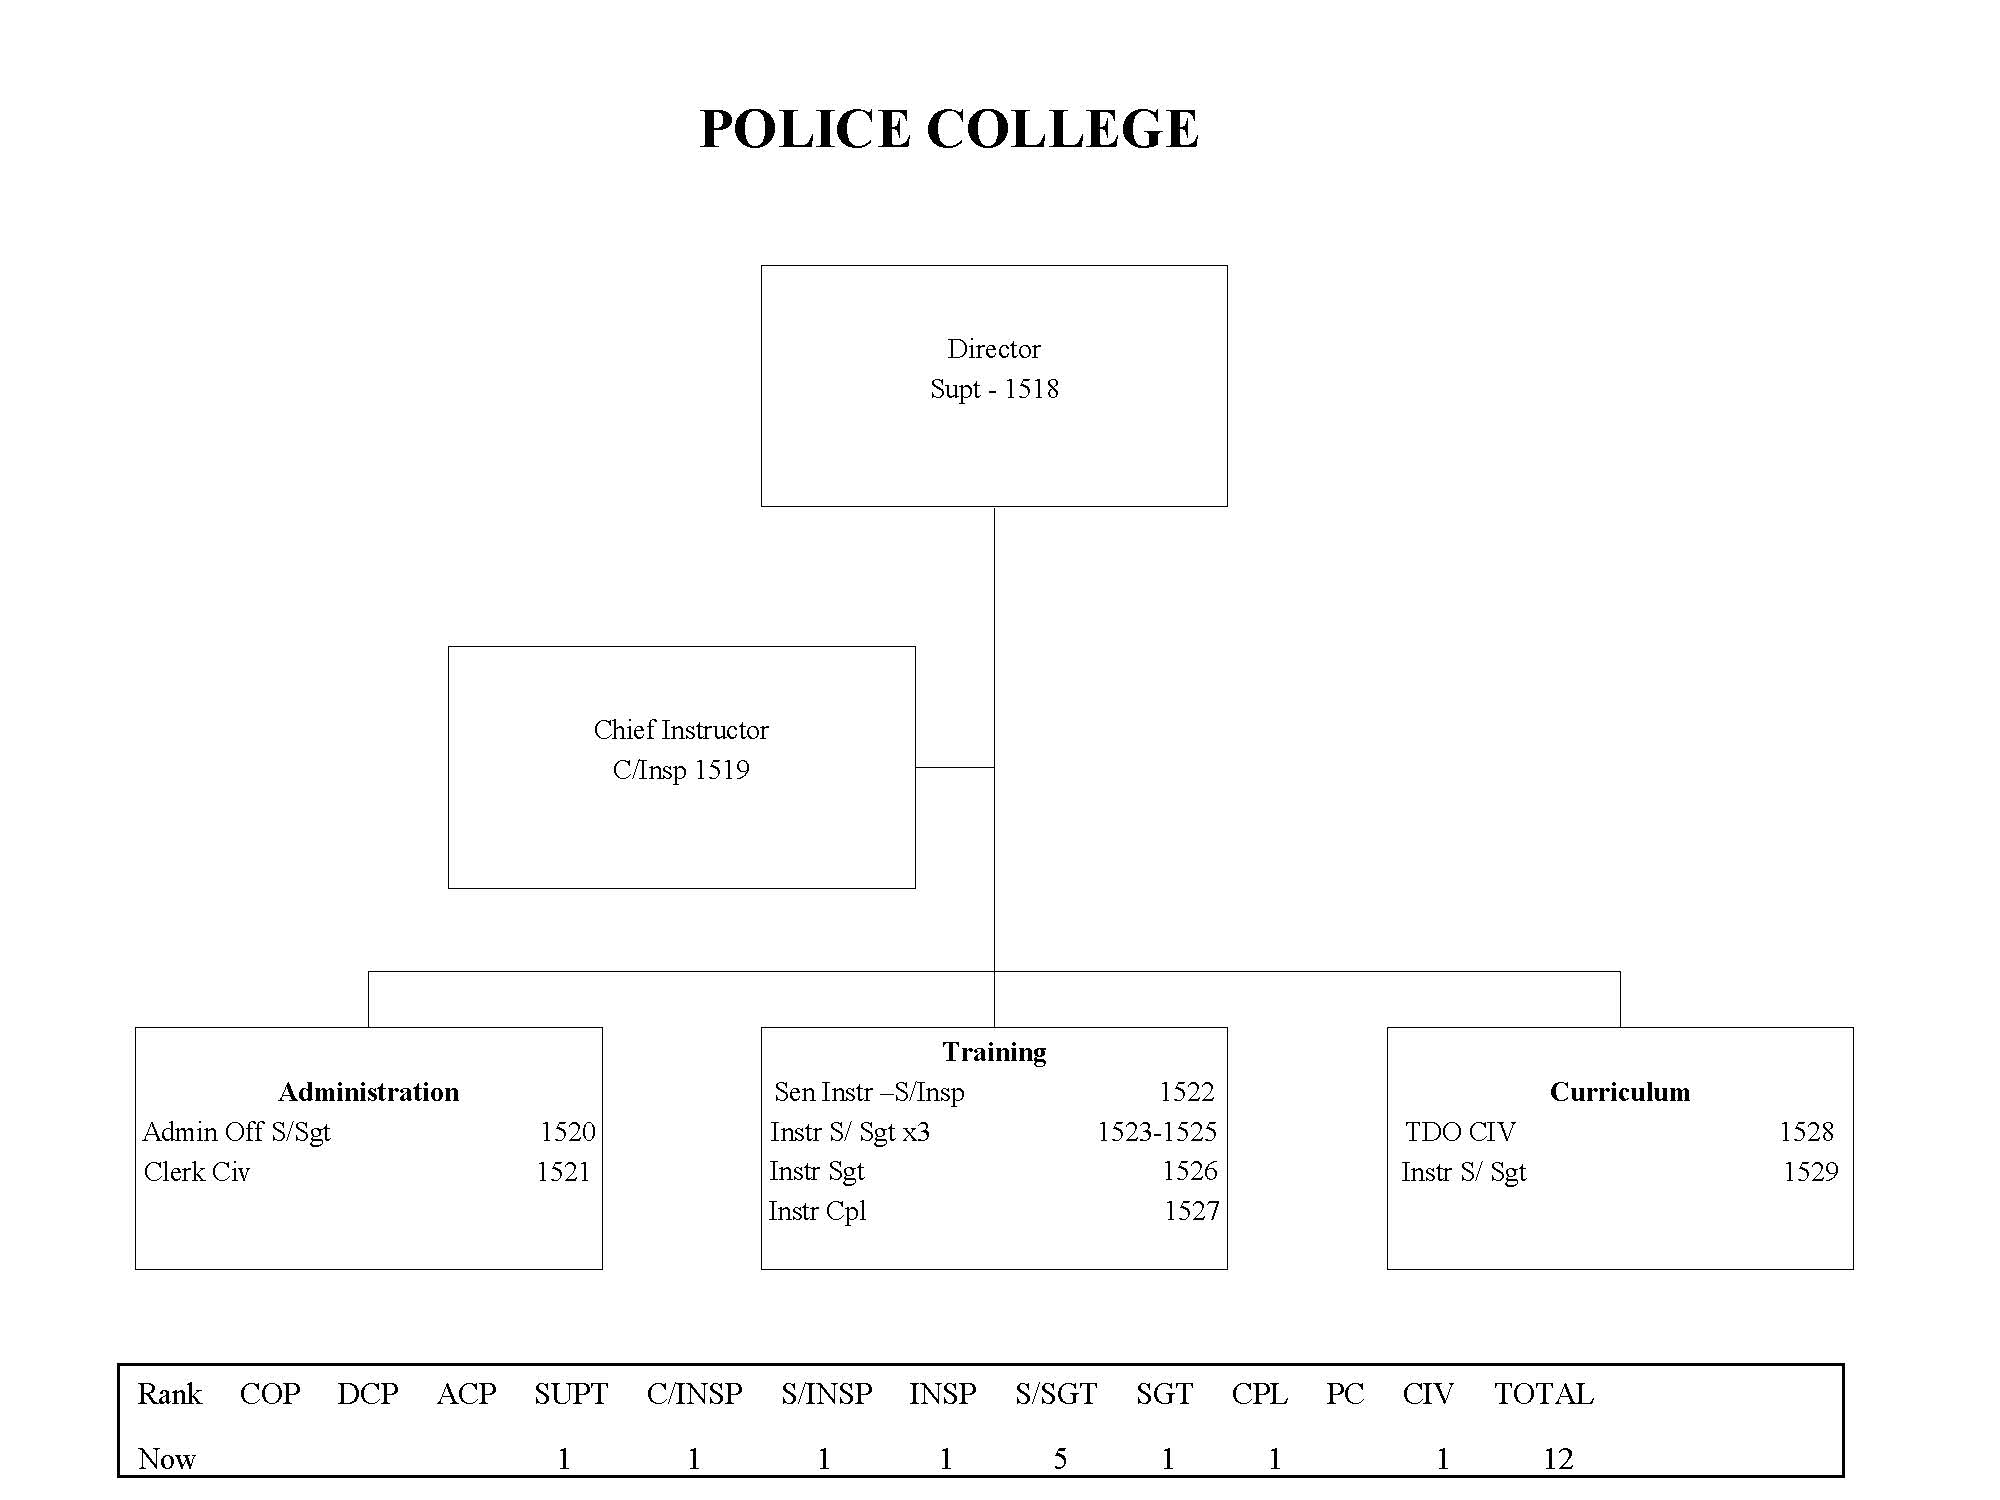 POLICE COLLEGE
Director
Supt - 1518
Chief Instructor
C/Insp 1519
Administration
Admin Off S/Sgt 1520
Clerk Civ 1521
Training
Sen Instr –S/Insp 1522
Instr S/ Sgt x3 1523-1525
Instr Sgt 1526
Instr Cpl 1527
Curriculum
TDO CIV 1528
Instr S/ Sgt 1529
Rank COP DCP ACP SUPT C/INSP S/INSP INSP S/SGT SGT CPL PC CIV TOTAL
Now 1 1 1 1 5 1 1 1 12